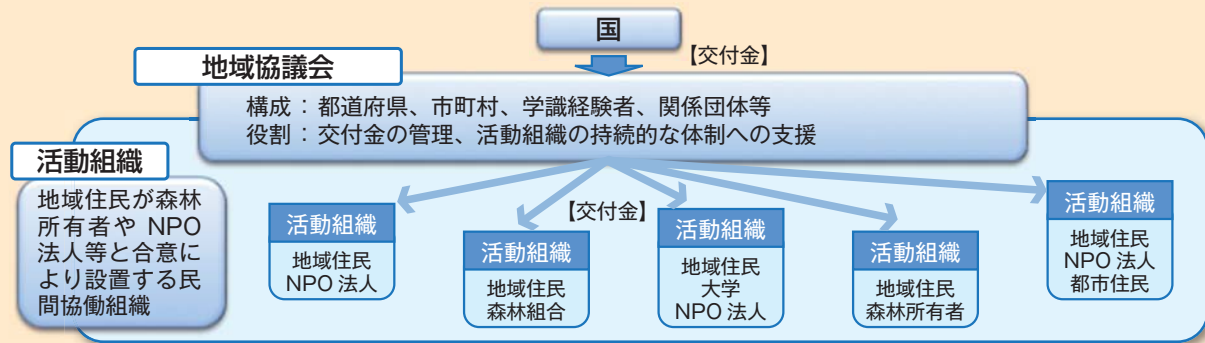 国
【交付金】
地域協議会
構成：都道府県、市町村、学識経験者、関係団体等
役割：交付金の管理、活動組織の持続的な体制への支援
活動組織
地域住民が森林
所有者や NPO
法人等と合意に
より設置する民
間協働組織
【交付金】
活動組織
地域住民
NPO 法人
活動組織
地域住民
森林組合
活動組織
地域住民
大学
NPO 法人
活動組織
地域住民
森林所有者
活動組織
地域住民
NPO 法人
都市住民